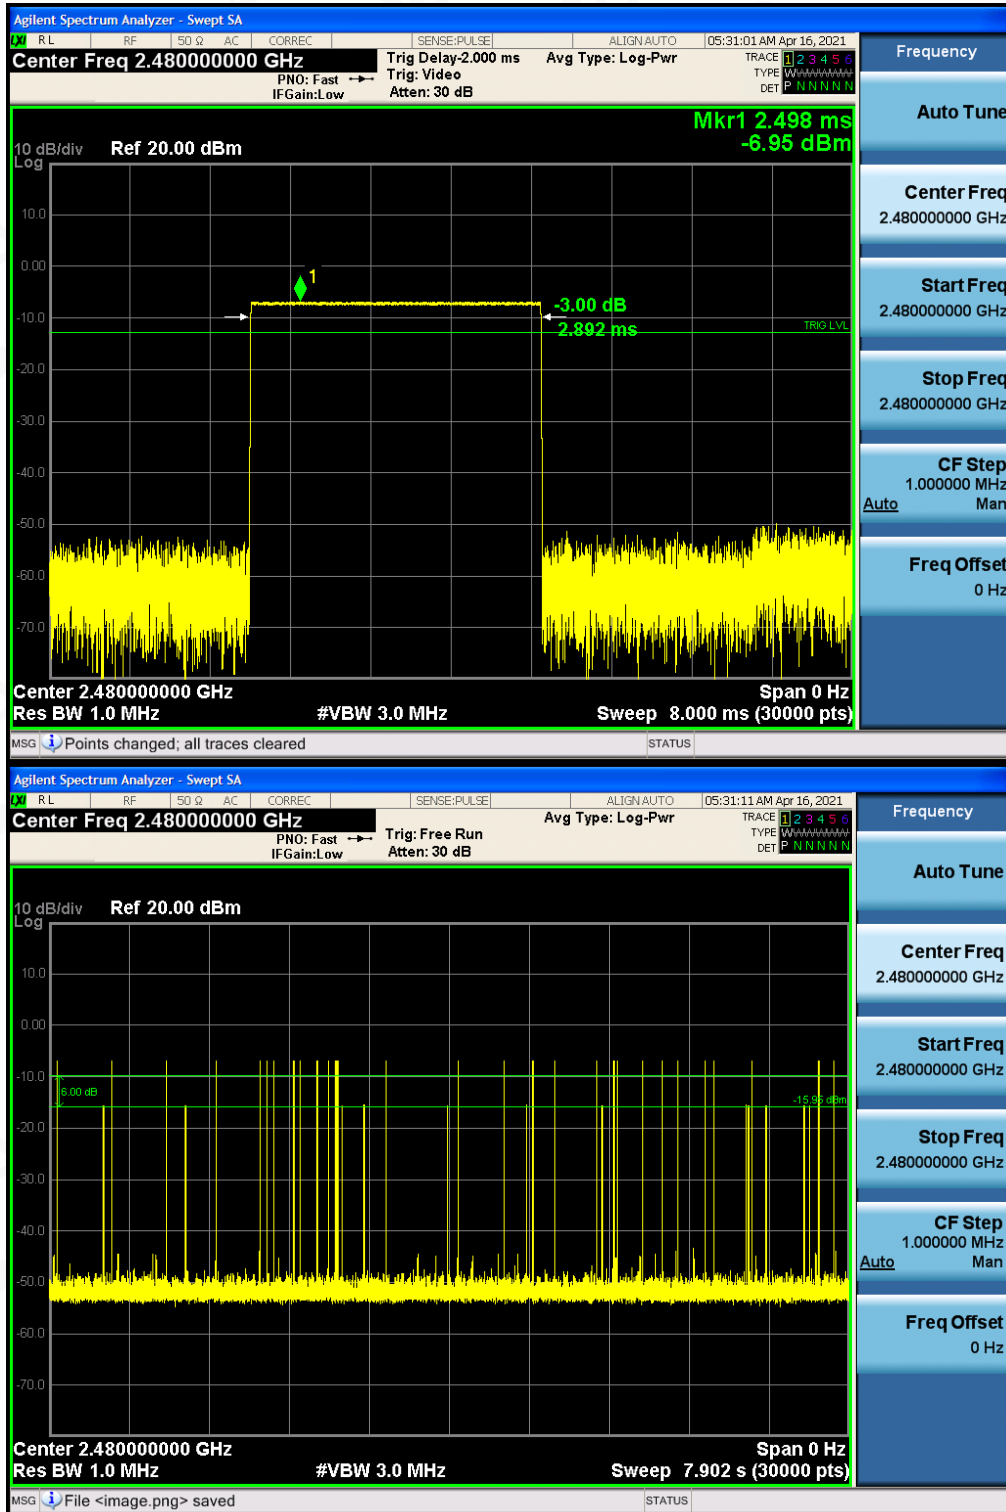 Agilent Spectrum Analyzer - Swept SA
LXI RL RF 50 Ω AC CORREC SENSE:PULSE ALIGN AUTO 05:31:01 AM Apr 16, 2021
Center Freq 2.480000000 GHz
PNO: Fast
IFGain:Low
Trig Delay-2.000 ms
Trig: Video
Atten: 30 dB
Avg Type: Log-Pwr
TRACE 1 2 3 4 5 6
TYPE WWWWWW
DET P N N N N N
Mkr1 2.498 ms
-6.95 dBm
10 dB/div Ref 20.00 dBm
Log
10.0
0.00
-10.0
-20.0
-30.0
-40.0
-50.0
-60.0
-70.0
1
-3.00 dB
2.892 ms
TRIG LVL
Center 2.480000000 GHz Span 0 Hz
Res BW 1.0 MHz #VBW 3.0 MHz Sweep 8.000 ms (30000 pts)
MSG Points changed; all traces cleared STATUS
Frequency
Auto Tune
Center Freq
2.480000000 GHz
Start Freq
2.480000000 GHz
Stop Freq
2.480000000 GHz
CF Step
1.000000 MHz
Auto Man
Freq Offset
0 Hz
Agilent Spectrum Analyzer - Swept SA
LXI RL RF 50 Ω AC CORREC SENSE:PULSE ALIGN AUTO 05:31:11 AM Apr 16, 2021
Center Freq 2.480000000 GHz
PNO: Fast
IFGain:Low
Trig: Free Run
Atten: 30 dB
Avg Type: Log-Pwr
TRACE 1 2 3 4 5 6
TYPE WWWWWW
DET P N N N N N
10 dB/div Ref 20.00 dBm
Log
10.0
0.00
-10.0
-20.0
-30.0
-40.0
-50.0
-60.0
-70.0
6.00 dB
-15.95 dBm
Center 2.480000000 GHz Span 0 Hz
Res BW 1.0 MHz #VBW 3.0 MHz Sweep 7.902 s (30000 pts)
MSG File <image.png> saved STATUS
Frequency
Auto Tune
Center Freq
2.480000000 GHz
Start Freq
2.480000000 GHz
Stop Freq
2.480000000 GHz
CF Step
1.000000 MHz
Auto Man
Freq Offset
0 Hz